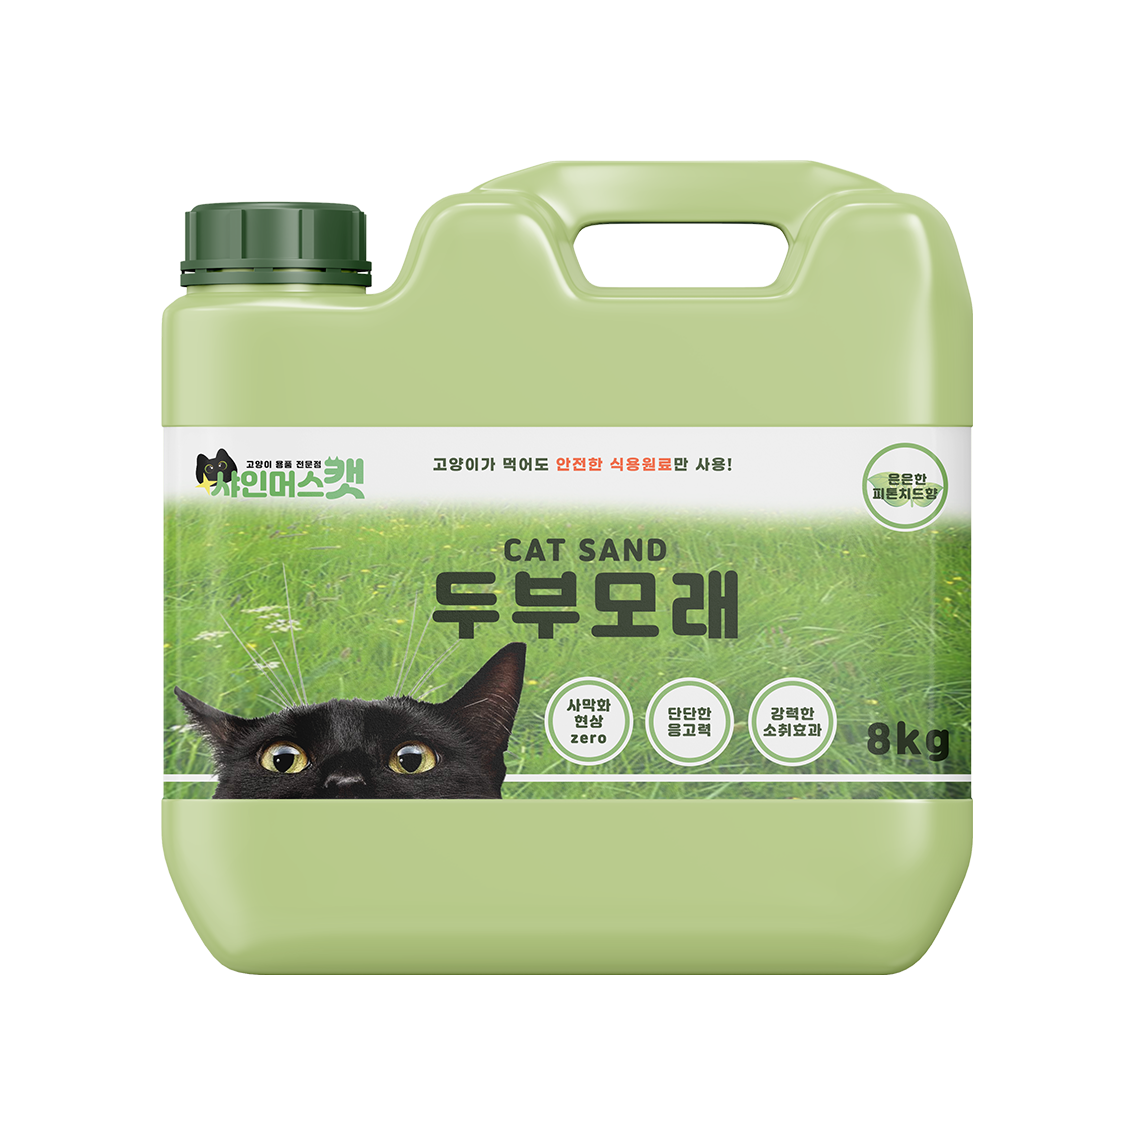 고양이 용품 전문점
샤인머스캣
고양이가 먹어도 안전한 식용원료만 사용!
은은한
피톤치드향
CAT SAND
두부모래
사막화
현상
zero
단단한
응고력
강력한
소취효과
8kg